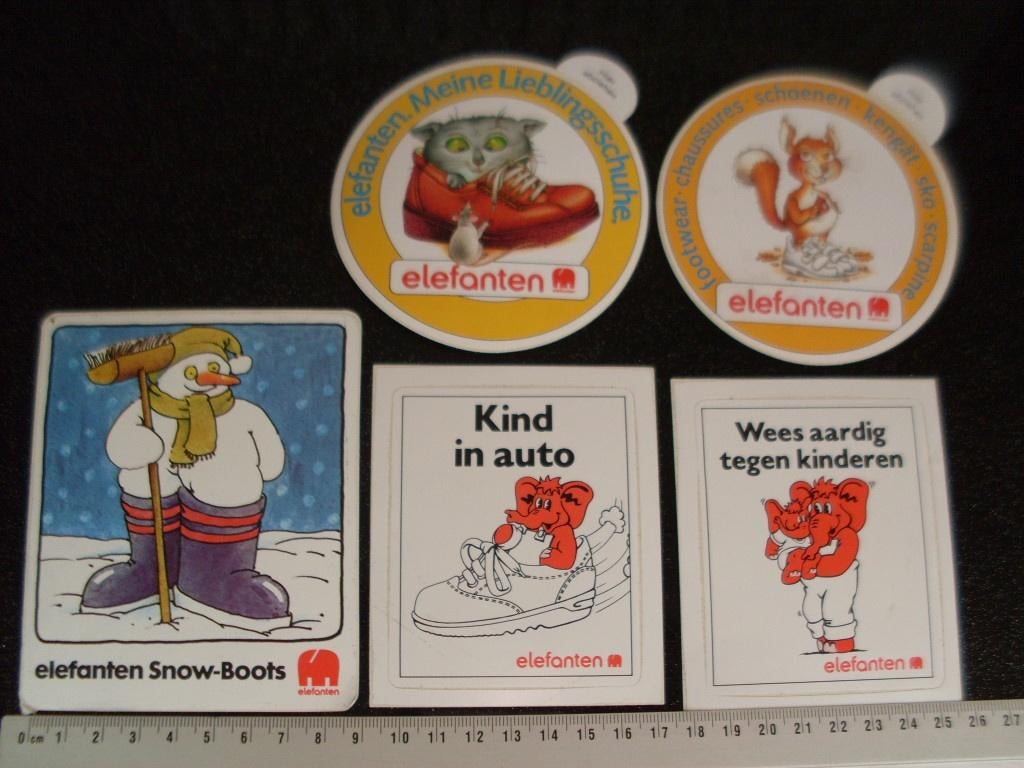 elefanten. Meine Lieblingsschuhe.
elefanten
footwear · chaussures · schoenen · kengät · sko · scarpine
elefanten
elefanten Snow-Boots
elefanten
Kind
in auto
elefanten
Wees aardig
tegen kinderen
elefanten
0 cm 1 2 3 4 5 6 7 8 9 10 11 12 13 14 15 16 17 18 19 20 21 22 23 24 25 26 27